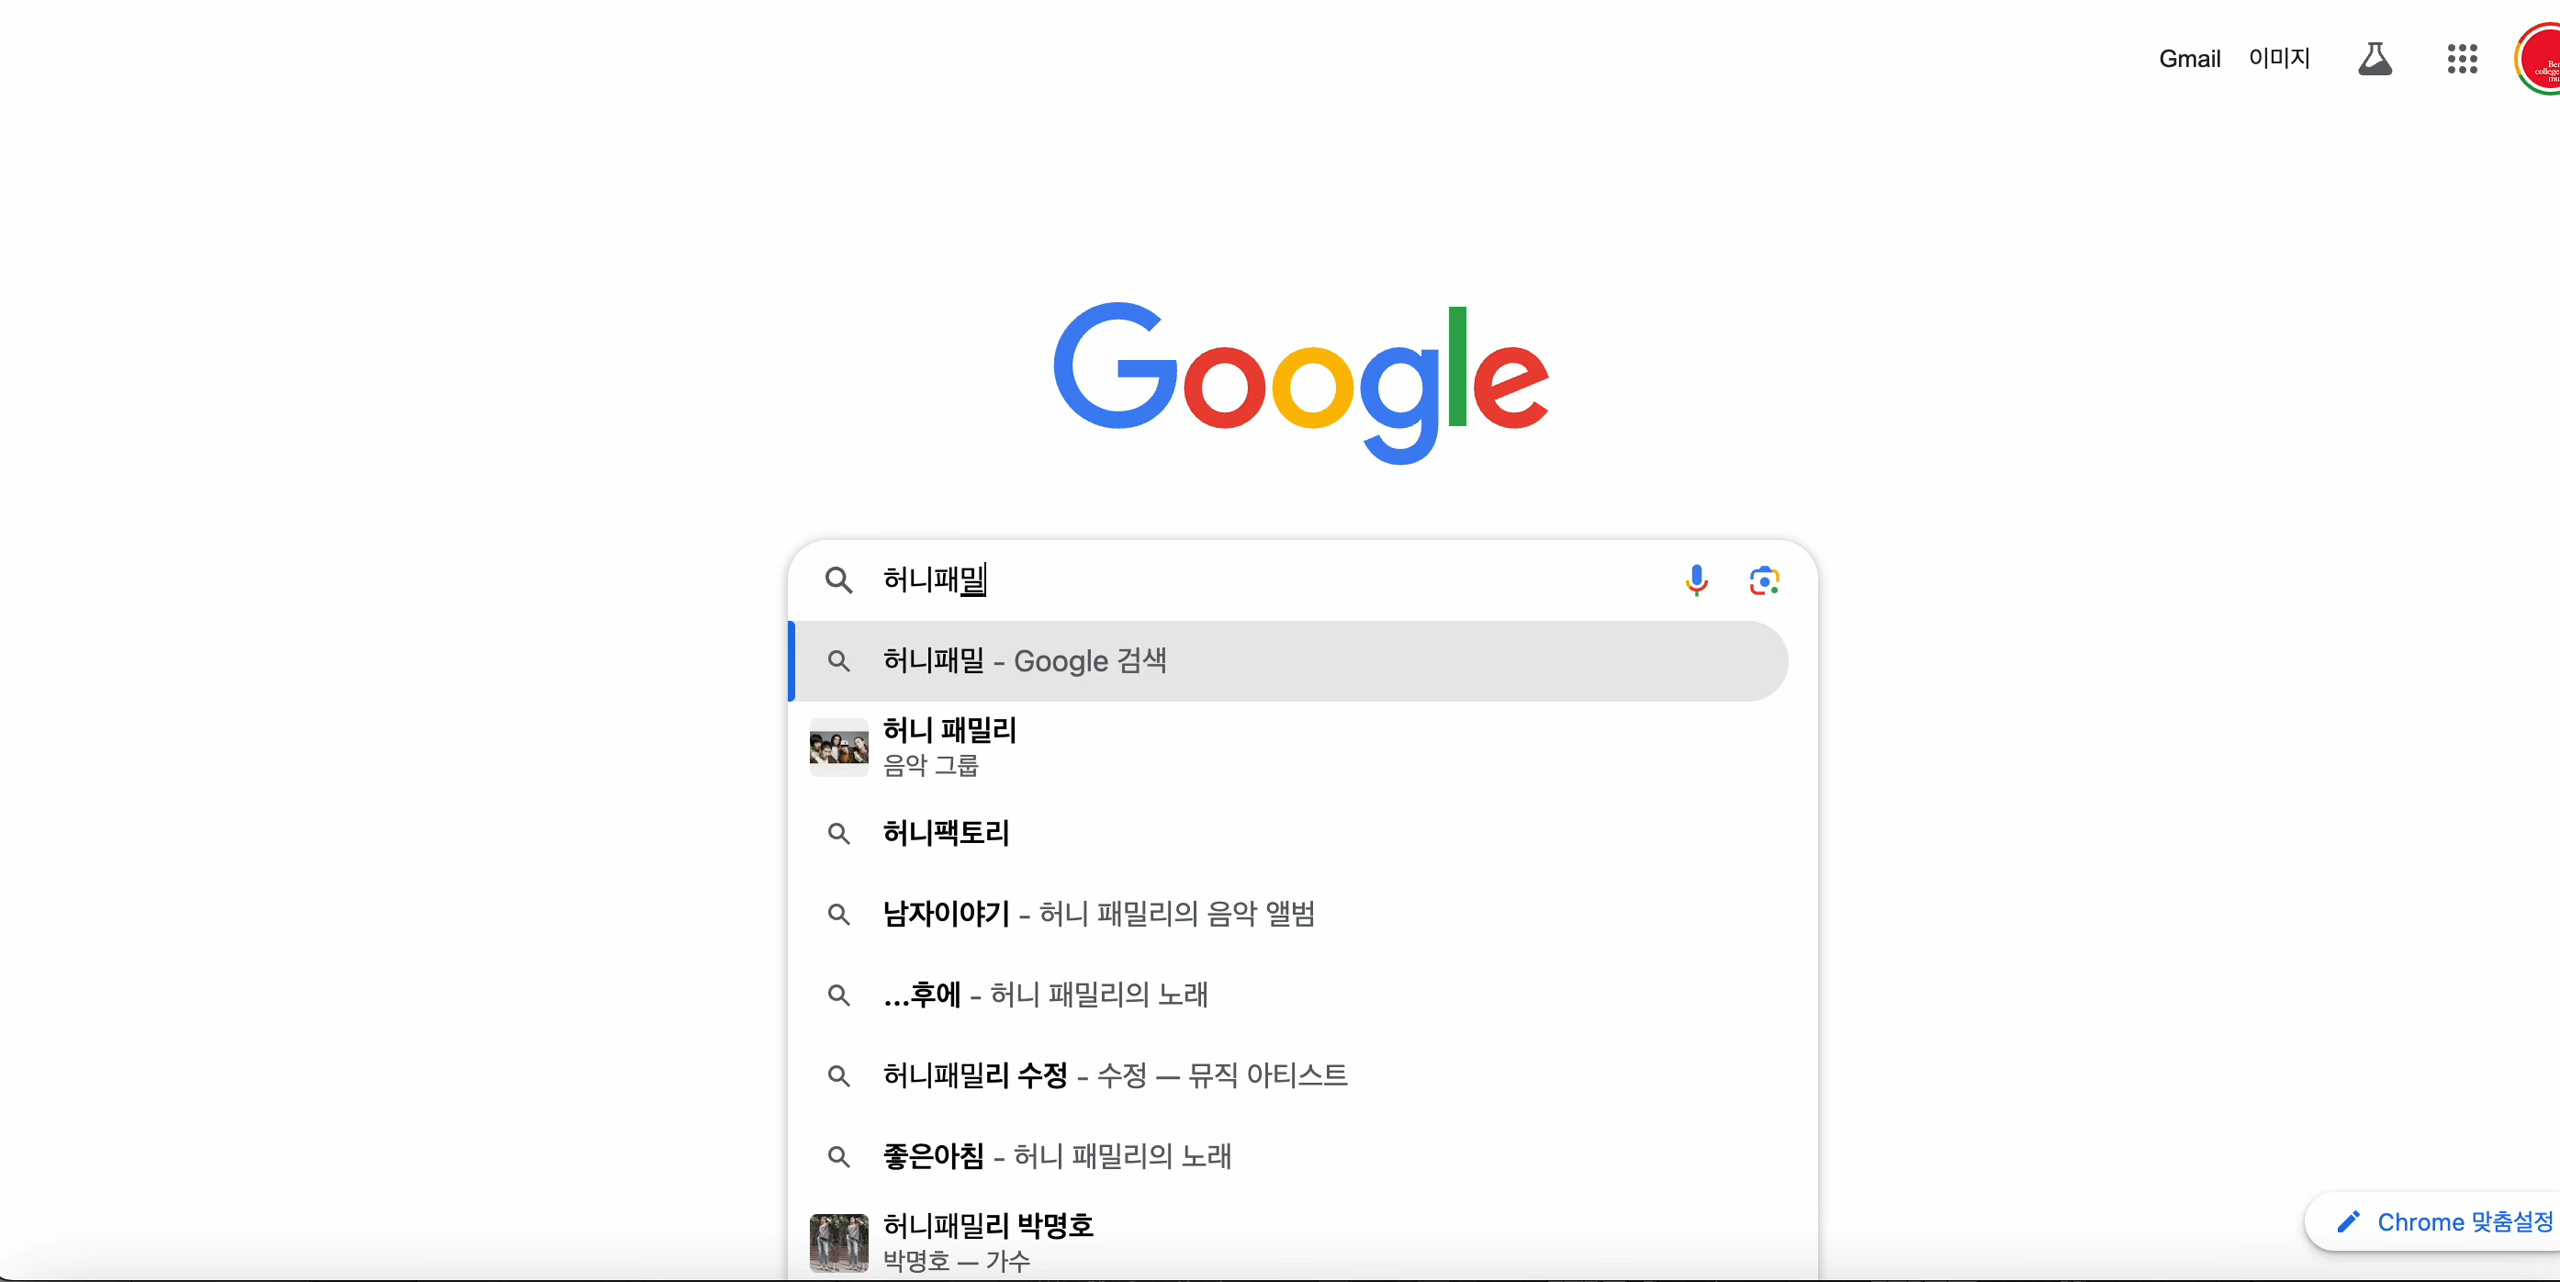 Gmail 이미지
Google
허니패밀
허니패밀 - Google 검색
허니 패밀리
음악 그룹
허니팩토리
남자이야기 - 허니 패밀리의 음악 앨범
...후에 - 허니 패밀리의 노래
허니패밀리 수정 - 수정 — 뮤직 아티스트
좋은아침 - 허니 패밀리의 노래
허니패밀리 박명호
박명호 — 가수
Chrome 맞춤설정